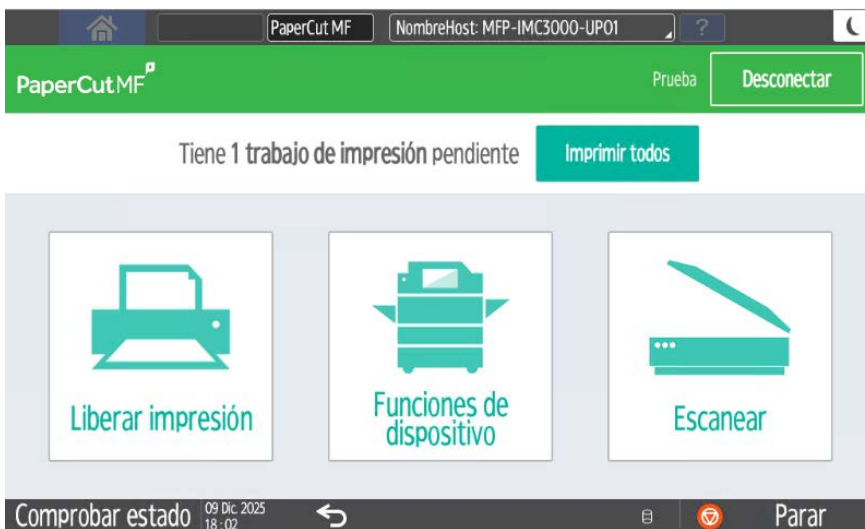 PaperCut MF
NombreHost: MFP-IMC3000-UP01
?
PaperCutMF
Prueba
Desconectar
Tiene 1 trabajo de impresión pendiente
Imprimir todos
Liberar impresión
Funciones de
dispositivo
Escanear
Comprobar estado
09 Dic. 2025
18:02
Parar